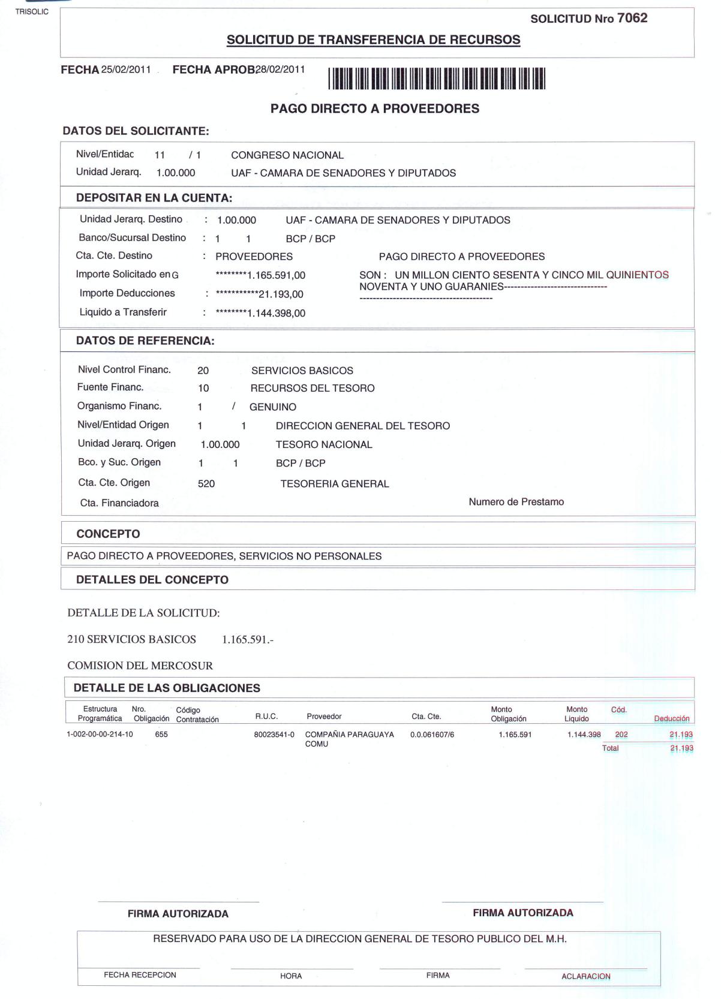 TRISOLIC
SOLICITUD Nro 7062
SOLICITUD DE TRANSFERENCIA DE RECURSOS
FECHA 25/02/2011 FECHA APROB28/02/2011
PAGO DIRECTO A PROVEEDORES
DATOS DEL SOLICITANTE:
Nivel/Entidac 11 / 1 CONGRESO NACIONAL
Unidad Jerarq. 1.00.000 UAF - CAMARA DE SENADORES Y DIPUTADOS
DEPOSITAR EN LA CUENTA:
Unidad Jerarq. Destino : 1.00.000 UAF - CAMARA DE SENADORES Y DIPUTADOS
Banco/Sucursal Destino : 1 1 BCP / BCP
Cta. Cte. Destino : PROVEEDORES PAGO DIRECTO A PROVEEDORES
Importe Solicitado en G ********1.165.591,00 SON : UN MILLON CIENTO SESENTA Y CINCO MIL QUINIENTOS
NOVENTA Y UNO GUARANIES-------------------------------
Importe Deducciones : ***********21.193,00 ----------------------------------------
Liquido a Transferir : ********1.144.398,00
DATOS DE REFERENCIA:
Nivel Control Financ. 20 SERVICIOS BASICOS
Fuente Financ. 10 RECURSOS DEL TESORO
Organismo Financ. 1 / GENUINO
Nivel/Entidad Origen 1 1 DIRECCION GENERAL DEL TESORO
Unidad Jerarq. Origen 1.00.000 TESORO NACIONAL
Bco. y Suc. Origen 1 1 BCP / BCP
Cta. Cte. Origen 520 TESORERIA GENERAL
Cta. Financiadora Numero de Prestamo
CONCEPTO
PAGO DIRECTO A PROVEEDORES, SERVICIOS NO PERSONALES
DETALLES DEL CONCEPTO
DETALLE DE LA SOLICITUD:
210 SERVICIOS BASICOS 1.165.591.-
COMISION DEL MERCOSUR
DETALLE DE LAS OBLIGACIONES
Estructura Programática Nro. Obligación Código Contratación R.U.C. Proveedor Cta. Cte. Monto Obligación Monto Liquido Cód. Deducción
1-002-00-00-214-10 655 80023541-0 COMPAÑIA PARAGUAYA 0.0.061607/6 1.165.591 1.144.398 202 21.193
COMU
Total 21.193
FIRMA AUTORIZADA FIRMA AUTORIZADA
RESERVADO PARA USO DE LA DIRECCION GENERAL DE TESORO PUBLICO DEL M.H.
FECHA RECEPCION HORA FIRMA ACLARACION